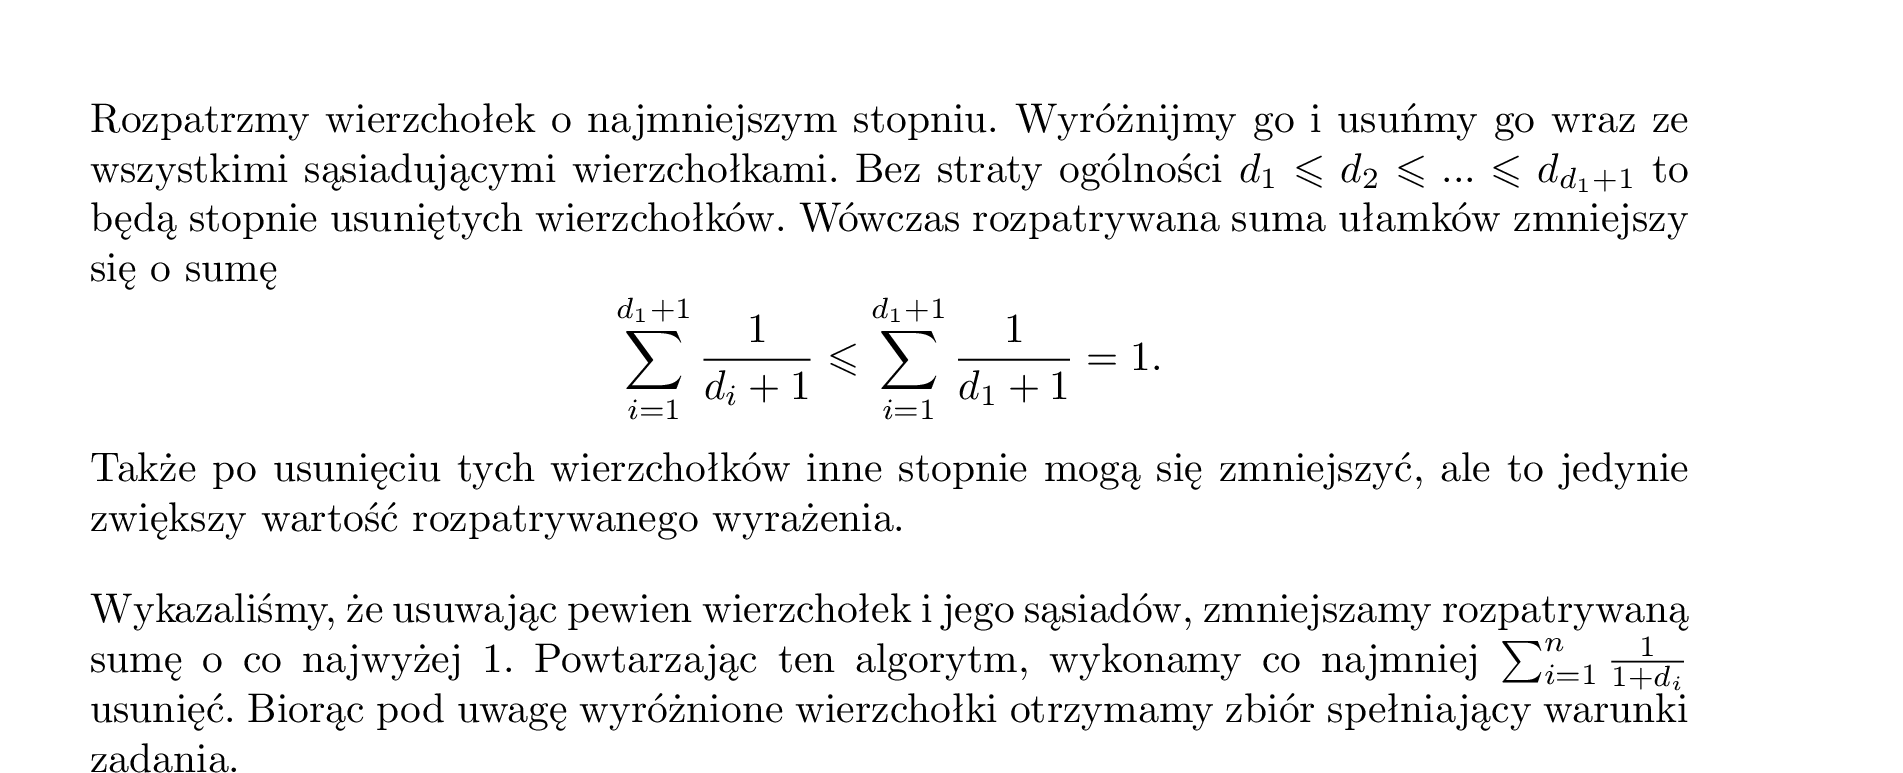 Rozpatrzmy wierzchołek o najmniejszym stopniu. Wyróżnijmy go i usuńmy go wraz ze
wszystkimi sąsiadującymi wierzchołkami. Bez straty ogólności $d_1 \leqslant d_2 \leqslant ... \leqslant d_{d_1+1}$ to
będą stopnie usuniętych wierzchołków. Wówczas rozpatrywana suma ułamków zmniejszy
się o sumę
$$\sum_{i=1}^{d_1+1} \frac{1}{d_i+1} \leqslant \sum_{i=1}^{d_1+1} \frac{1}{d_1+1} = 1.$$
Także po usunięciu tych wierzchołków inne stopnie mogą się zmniejszyć, ale to jedynie
zwiększy wartość rozpatrywanego wyrażenia.
Wykazaliśmy, że usuwając pewien wierzchołek i jego sąsiadów, zmniejszamy rozpatrywaną
sumę o co najwyżej 1. Powtarzając ten algorytm, wykonamy co najmniej $\sum_{i=1}^{n} \frac{1}{1+d_i}$
usunięć. Biorąc pod uwagę wyróżnione wierzchołki otrzymamy zbiór spełniający warunki
zadania.